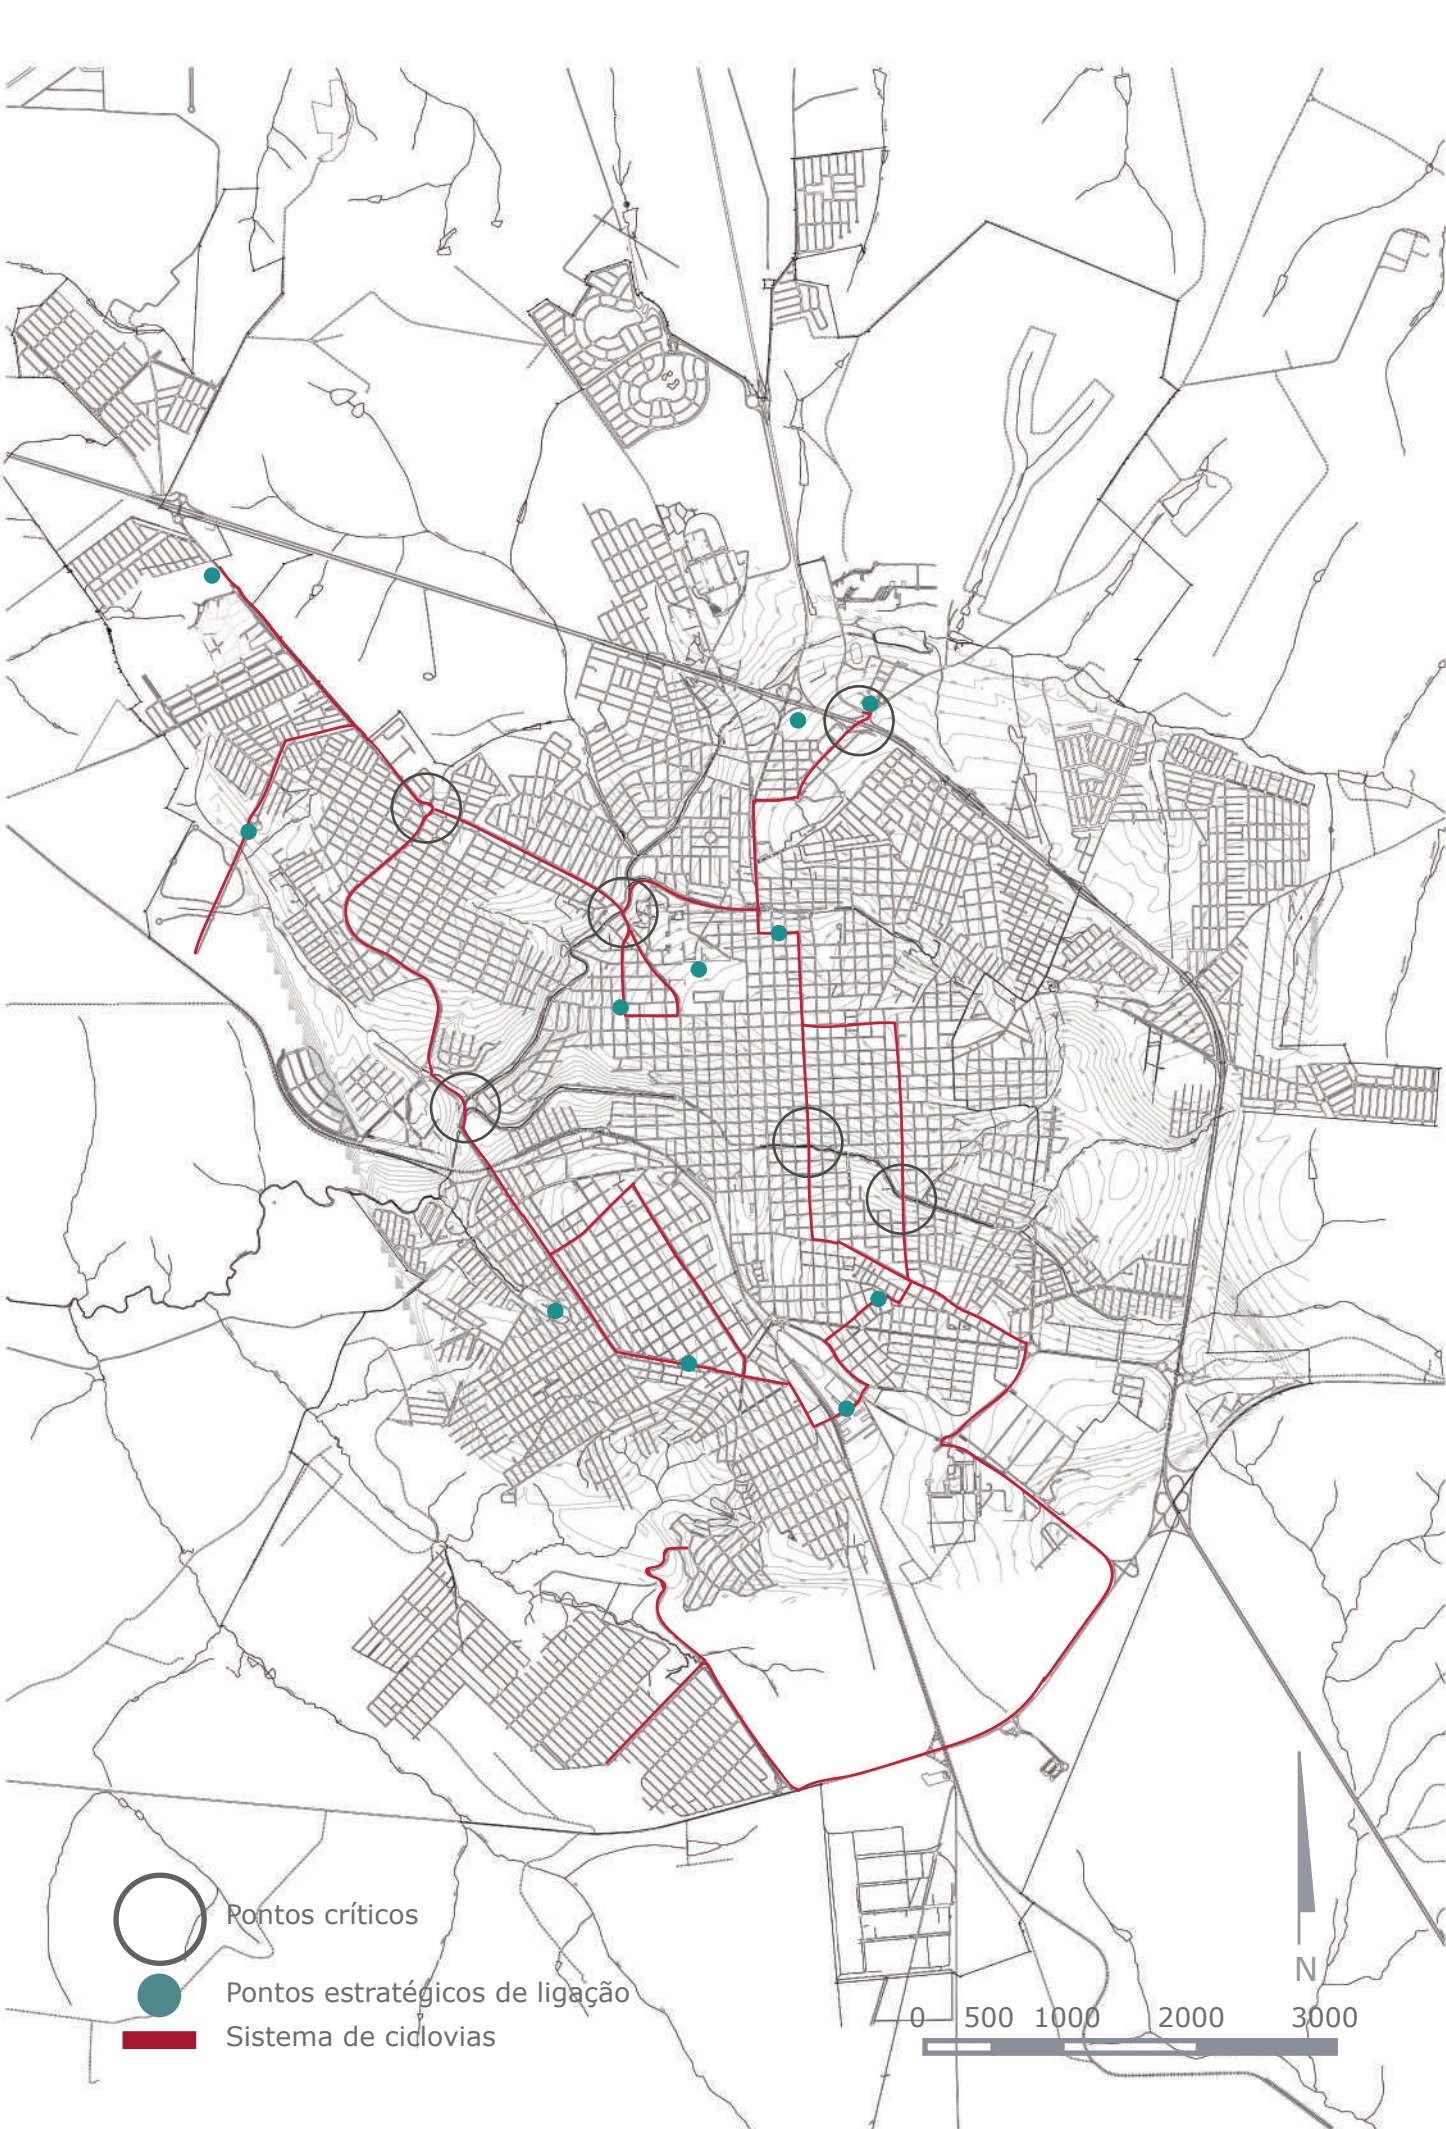 Pontos críticos
Pontos estratégicos de ligação
Sistema de ciclovias
N
0 500 1000 2000 3000